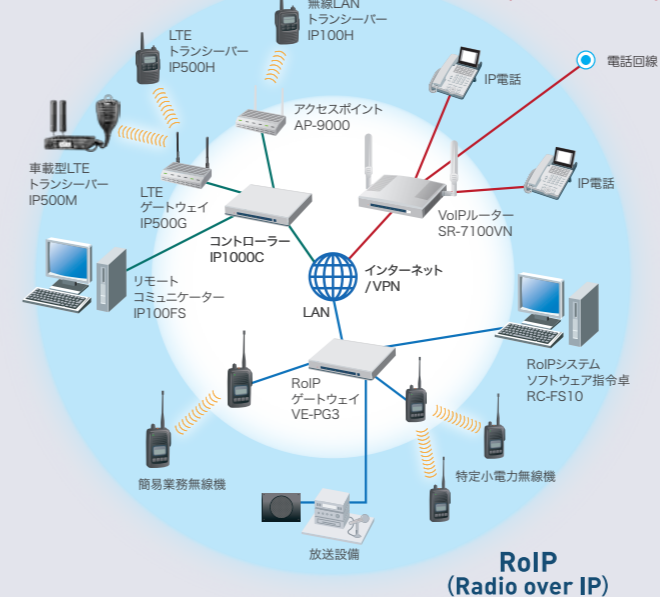 無線LAN
トランシーバー
IP100H
LTE
トランシーバー
IP500H
電話回線
IP電話
アクセスポイント
AP-9000
車載型LTE
トランシーバー
IP500M
LTE
ゲートウェイ
IP500G
IP電話
VoIPルーター
SR-7100VN
コントローラー
IP1000C
インターネット
/VPN
リモート
コミュニケーター
IP100FS
LAN
RoIPシステム
ソフトウェア指令卓
RC-FS10
RoIP
ゲートウェイ
VE-PG3
簡易業務無線機
特定小電力無線機
放送設備
RoIP
(Radio over IP)